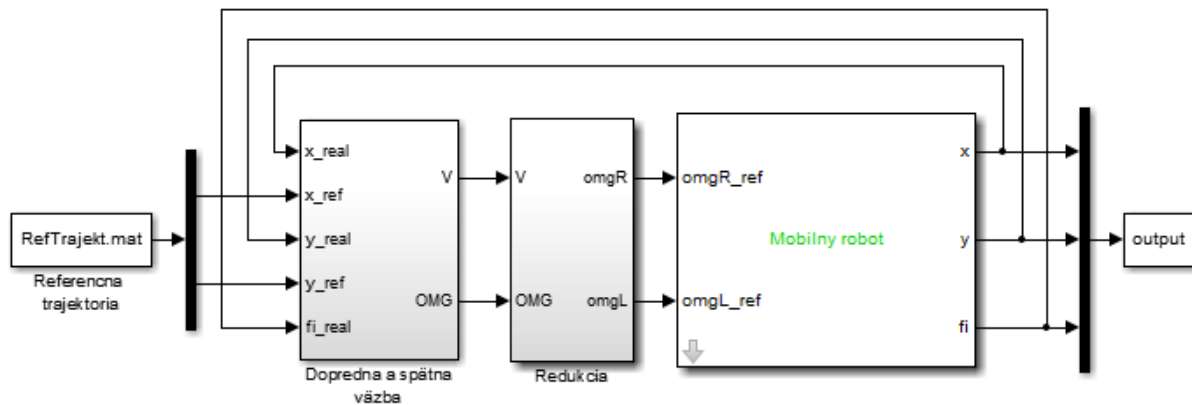 RefTrajekt.mat
Referencna
trajektoria
x_real
x_ref
y_real
y_ref
fi_real
V
OMG
Dopredna a spätna
väzba
V
OMG
omgR
omgL
Redukcia
omgR_ref
omgL_ref
Mobilny robot
x
y
fi
output